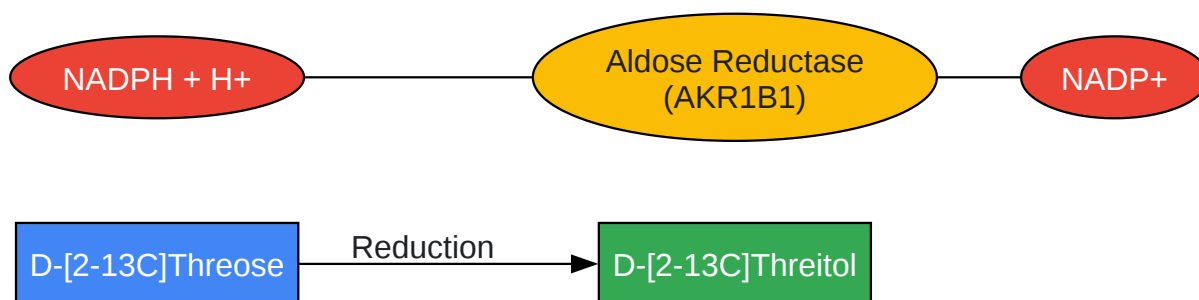 NADPH + H+
Aldose Reductase
(AKR1B1)
NADP+
Reduction
D-[2-13C]Threose
D-[2-13C]Threitol